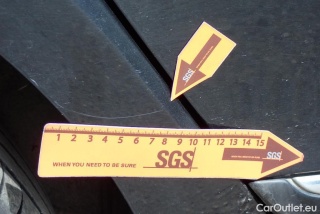 SGS
1 2 3 4 5 6 7 8 9 10 11 12 13 14 15
WHEN YOU NEED TO BE SURE SGS
SGS
CarOutlet.eu